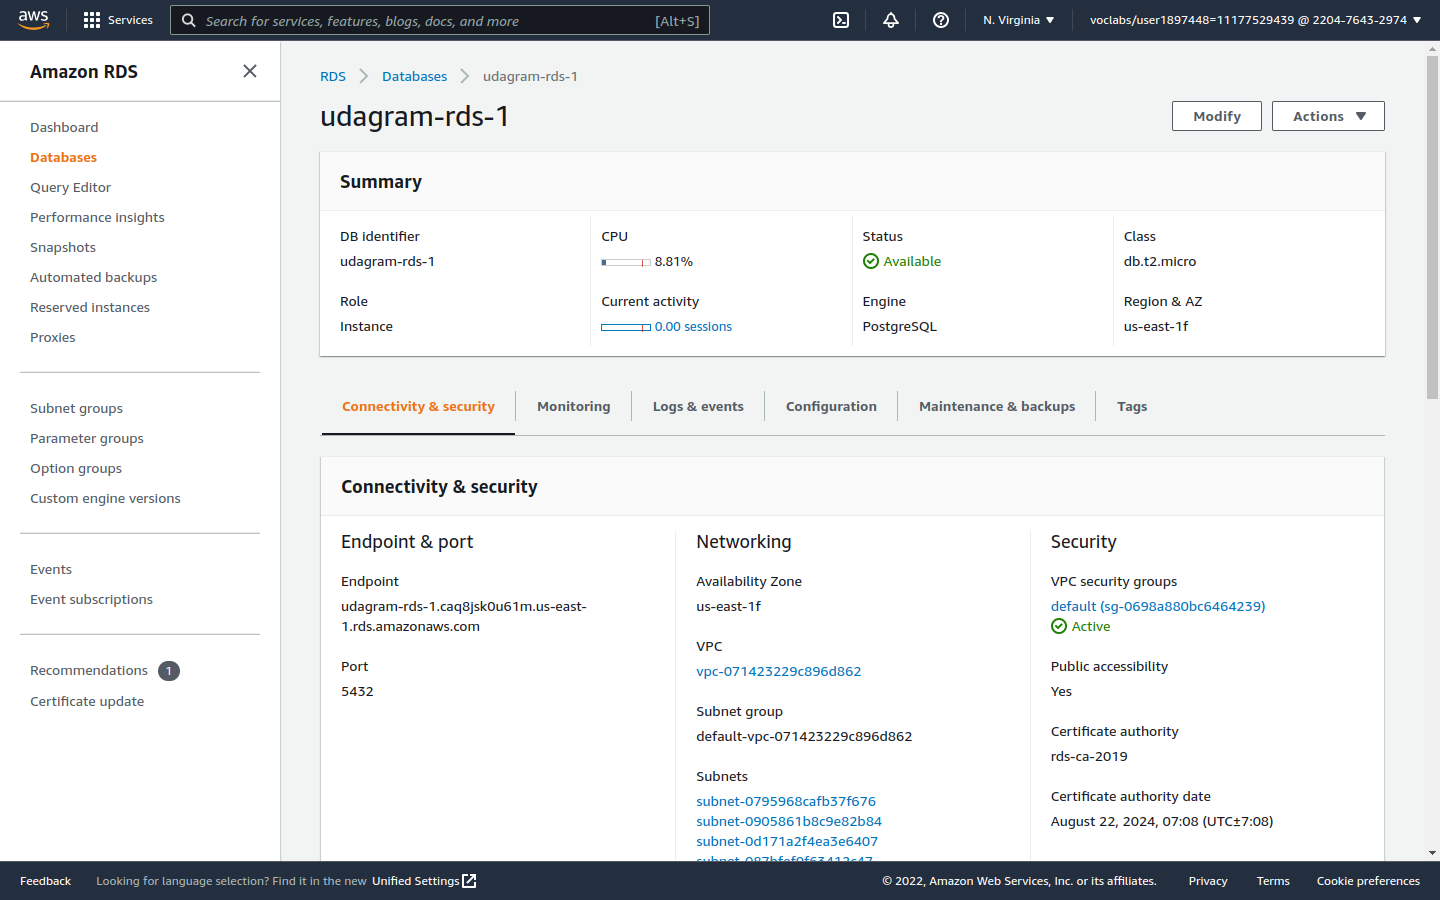 aws
Services
Search for services, features, blogs, docs, and more [Alt+S]
N. Virginia
voclabs/user1897448=11177529439 @ 2204-7643-2974
Amazon RDS
Dashboard
Databases
Query Editor
Performance insights
Snapshots
Automated backups
Reserved instances
Proxies
Subnet groups
Parameter groups
Option groups
Custom engine versions
Events
Event subscriptions
Recommendations 1
Certificate update
RDS > Databases > udagram-rds-1
udagram-rds-1
Modify
Actions
Summary
DB identifier
udagram-rds-1
CPU
8.81%
Status
Available
Class
db.t2.micro
Role
Instance
Current activity
0.00 sessions
Engine
PostgreSQL
Region & AZ
us-east-1f
Connectivity & security
Monitoring
Logs & events
Configuration
Maintenance & backups
Tags
Connectivity & security
Endpoint & port
Endpoint
udagram-rds-1.caq8jsk0u61m.us-east-
1.rds.amazonaws.com
Port
5432
Networking
Availability Zone
us-east-1f
VPC
vpc-071423229c896d862
Subnet group
default-vpc-071423229c896d862
Subnets
subnet-0795968cafb37f676
subnet-0905861b8c9e82b84
subnet-0d171a2f4ea3e6407
Security
VPC security groups
default (sg-0698a880bc6464239)
Active
Public accessibility
Yes
Certificate authority
rds-ca-2019
Certificate authority date
August 22, 2024, 07:08 (UTC±7:08)
Feedback
Looking for language selection? Find it in the new Unified Settings
© 2022, Amazon Web Services, Inc. or its affiliates.
Privacy
Terms
Cookie preferences